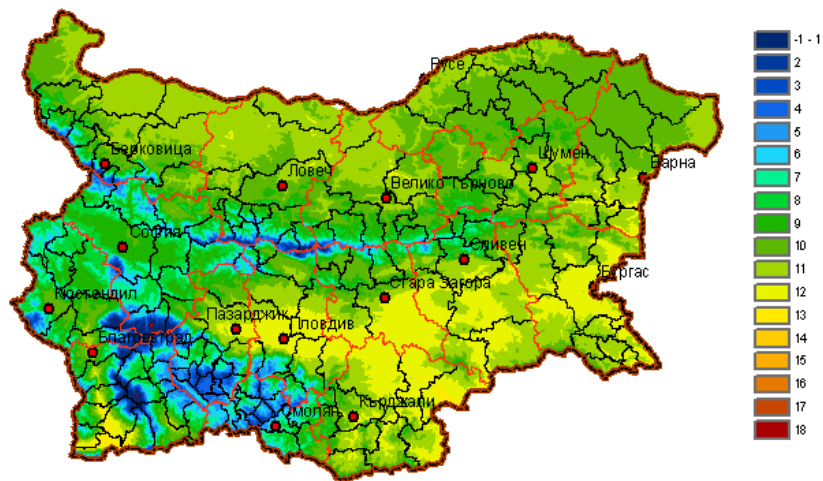 Русе
Берковица
Ловеч
Велико Търново
Шумен
Варна
София
Сливен
Бургас
Стара Загора
Кюстендил
Пазарджик
Пловдив
Благоевград
Смолян
Кърджали
-1 - 1
2
3
4
5
6
7
8
9
10
11
12
13
14
15
16
17
18